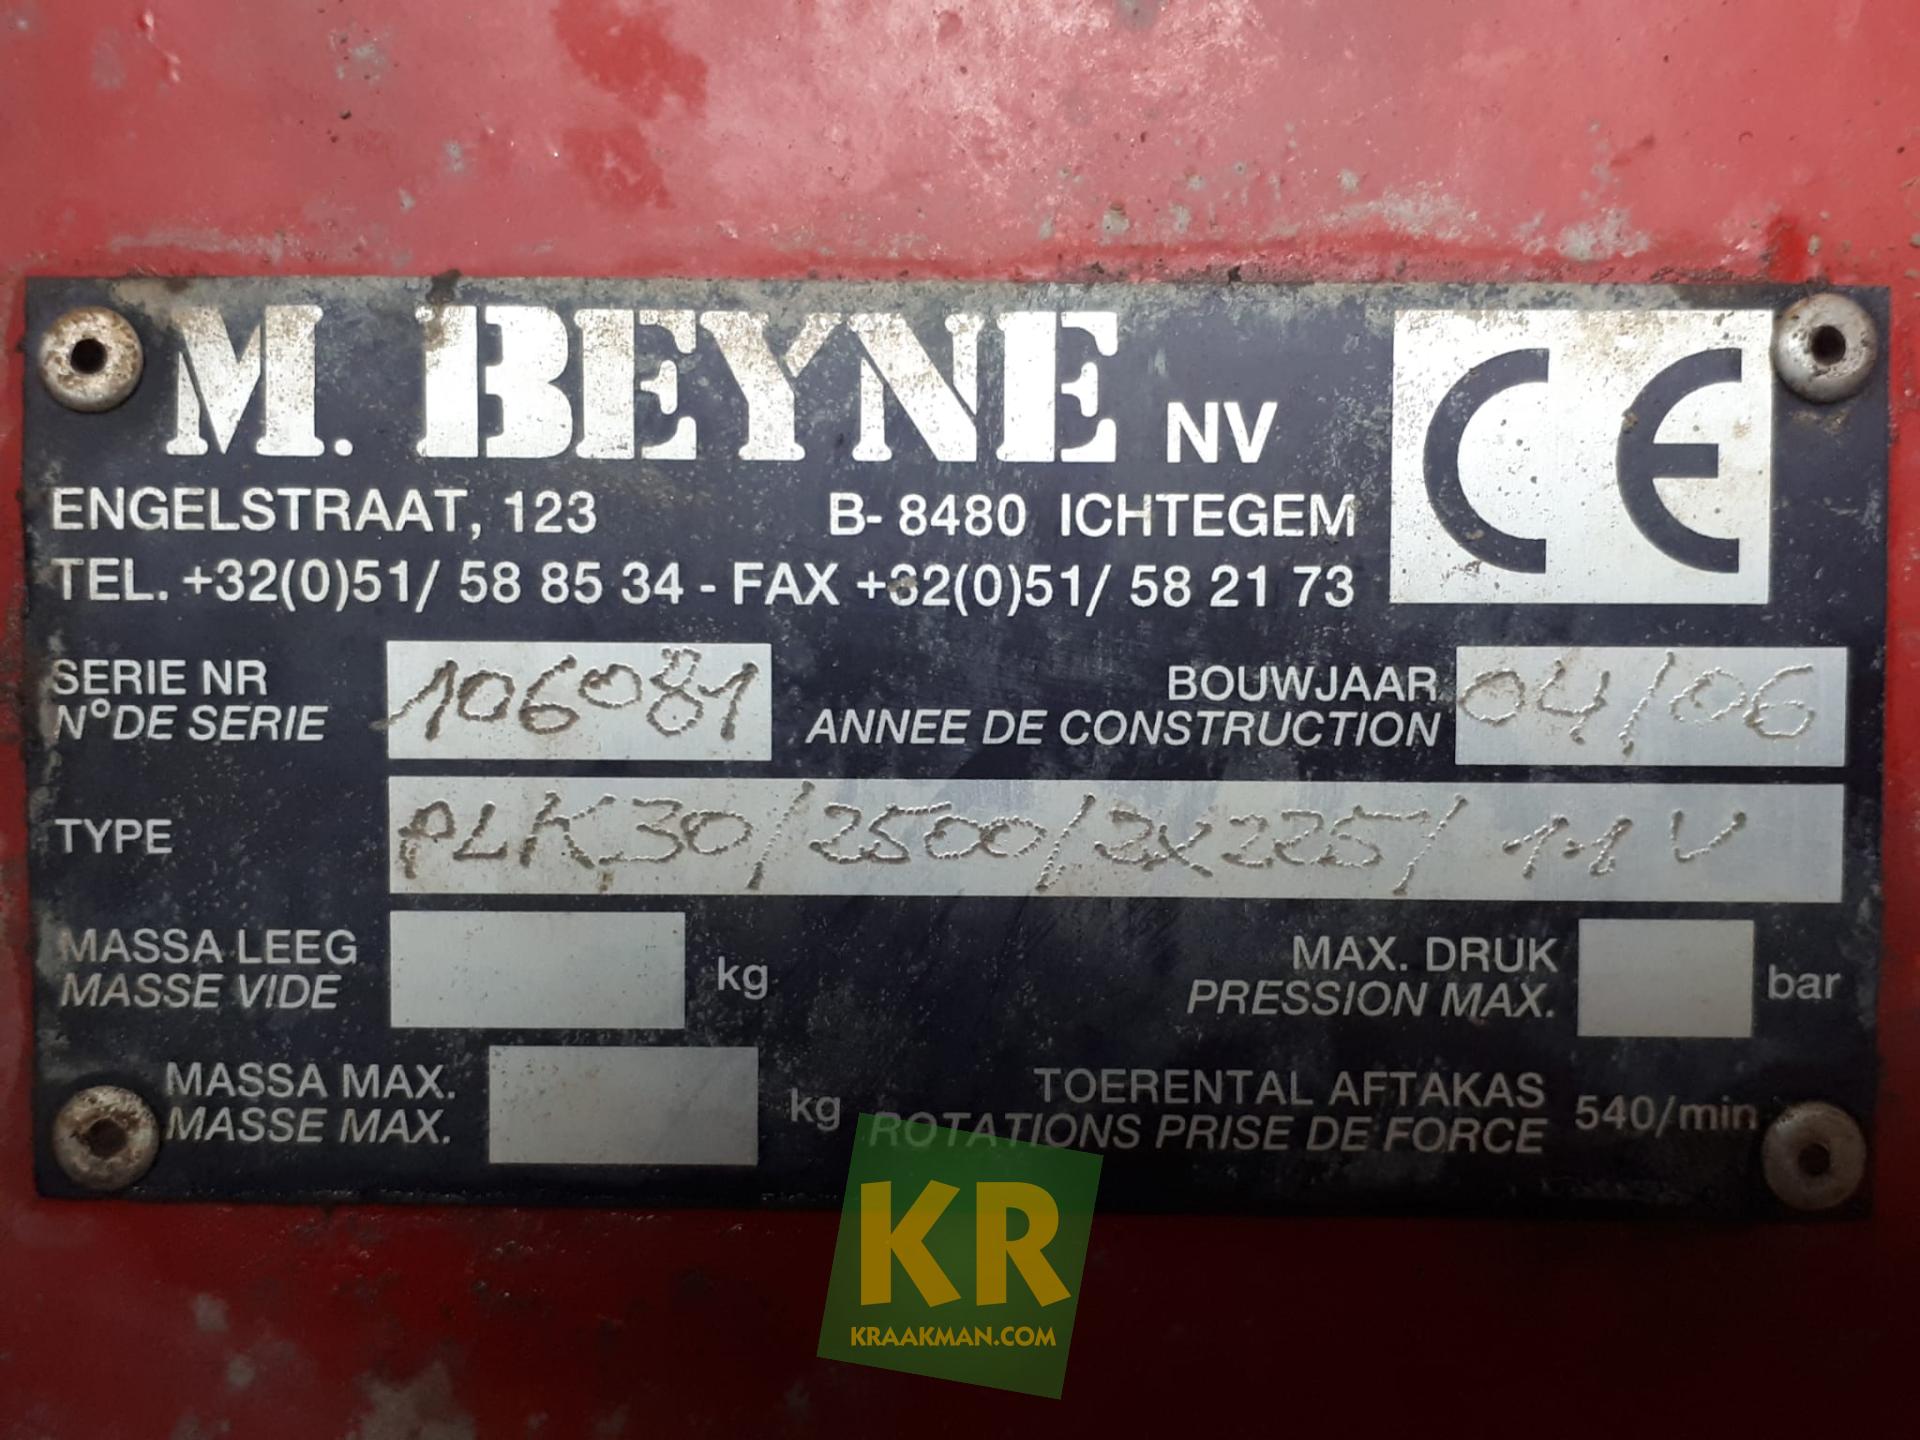 M. BEYNE NV
CE
ENGELSTRAAT, 123 B- 8480 ICHTEGEM
TEL. +32(0)51/ 58 85 34 - FAX +32(0)51/ 58 21 73
SERIE NR 106081 BOUWJAAR 04/06
N° DE SERIE ANNEE DE CONSTRUCTION
TYPE PLK30/2500/2X225/ 11 V
MASSA LEEG kg MAX. DRUK bar
MASSE VIDE PRESSION MAX.
MASSA MAX. kg TOERENTAL AFTAKAS 540/min
MASSE MAX. ROTATIONS PRISE DE FORCE
KR
KRAAKMAN.COM